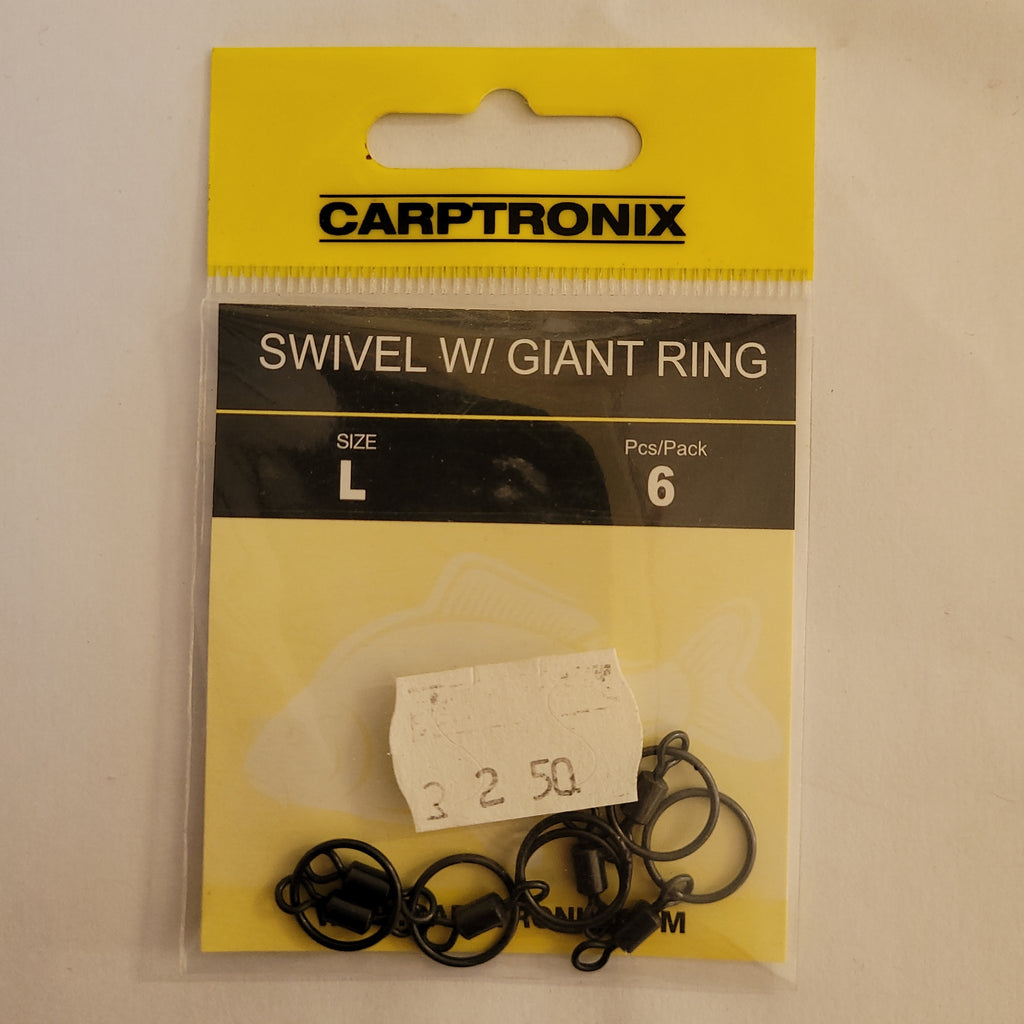 CARPTRONIX
SWIVEL W/ GIANT RING
SIZE
L
Pcs/Pack
6
3 2 50